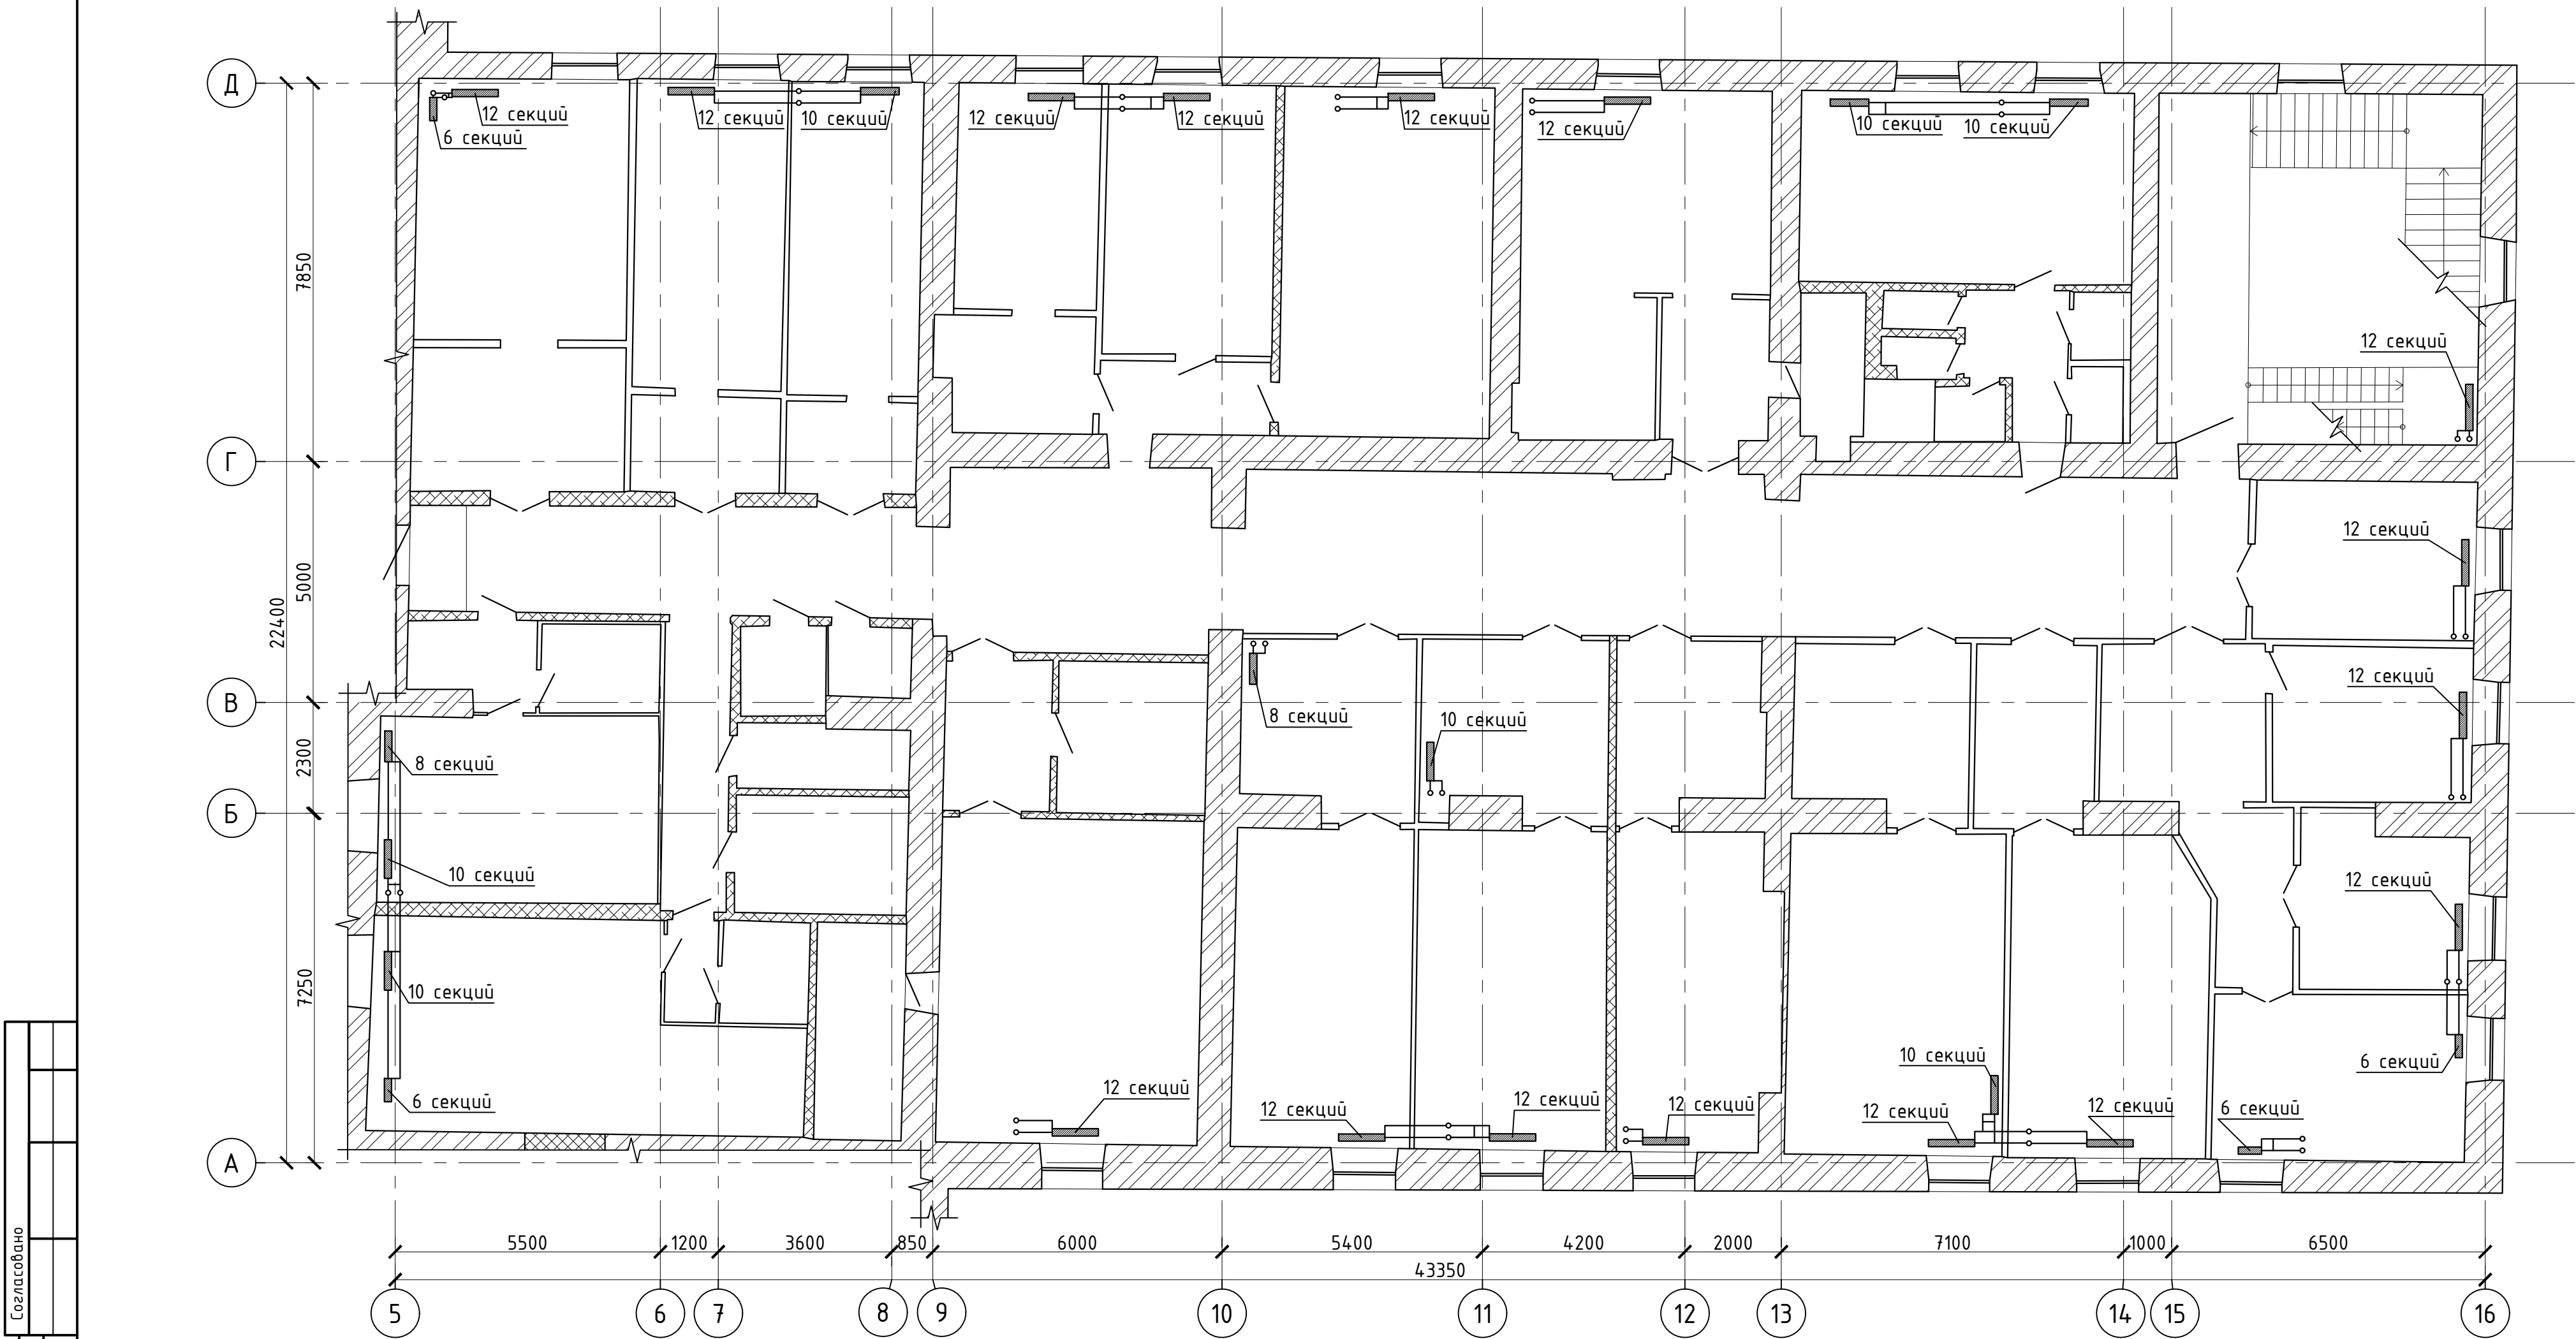 Д
12 секций
6 секций
12 секций
10 секций
12 секций
12 секций
12 секций
12 секций
10 секций
10 секций
7850
12 секций
Г
12 секций
5000
22400
12 секций
В
8 секций
10 секций
8 секций
2300
Б
10 секций
12 секций
7250
10 секций
10 секций
6 секций
6 секций
12 секций
12 секций
12 секций
12 секций
12 секций
12 секций
6 секций
А
Согласовано
5500
1200
3600
850
6000
5400
4200
2000
7100
1000
6500
43350
5
6
7
8
9
10
11
12
13
14
15
16